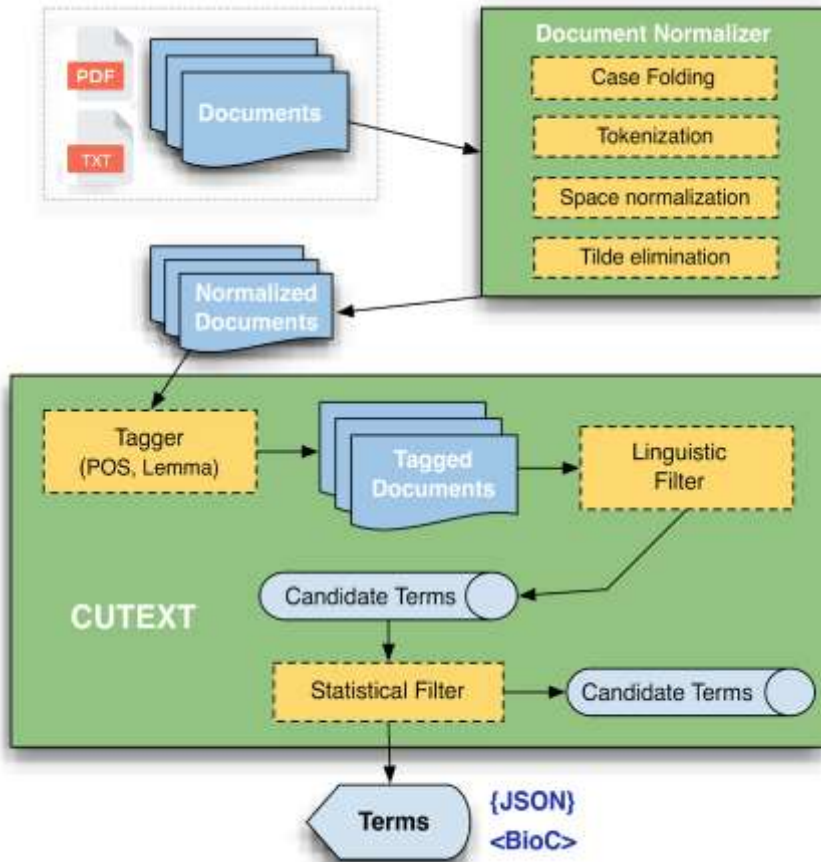 PDF
TXT
Documents
Document Normalizer
Case Folding
Tokenization
Space normalization
Tilde elimination
Normalized
Documents
Tagger
(POS, Lemma)
Tagged
Documents
Linguistic
Filter
CUTEXT
Candidate Terms
Statistical Filter
Candidate Terms
Terms
{JSON}
<BioC>